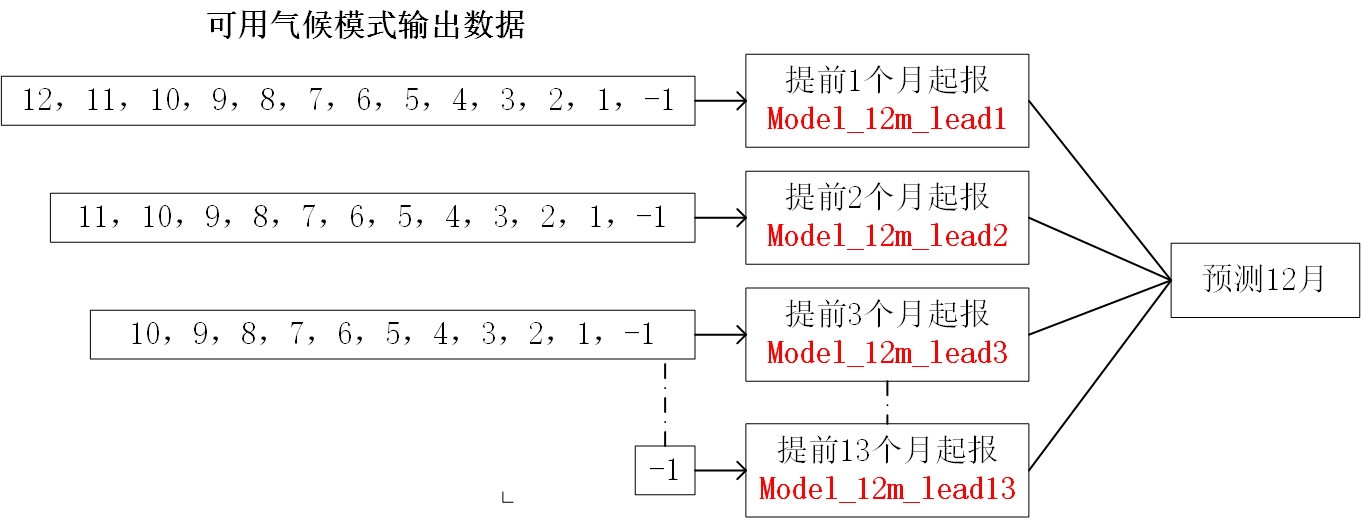 可用气候模式输出数据
12，11，10，9，8，7，6，5，4，3，2，1，-1
提前1个月起报
Model_12m_lead1
11，10，9，8，7，6，5，4，3，2，1，-1
提前2个月起报
Model_12m_lead2
预测12月
10，9，8，7，6，5，4，3，2，1，-1
提前3个月起报
Model_12m_lead3
-1
提前13个月起报
Model_12m_lead13